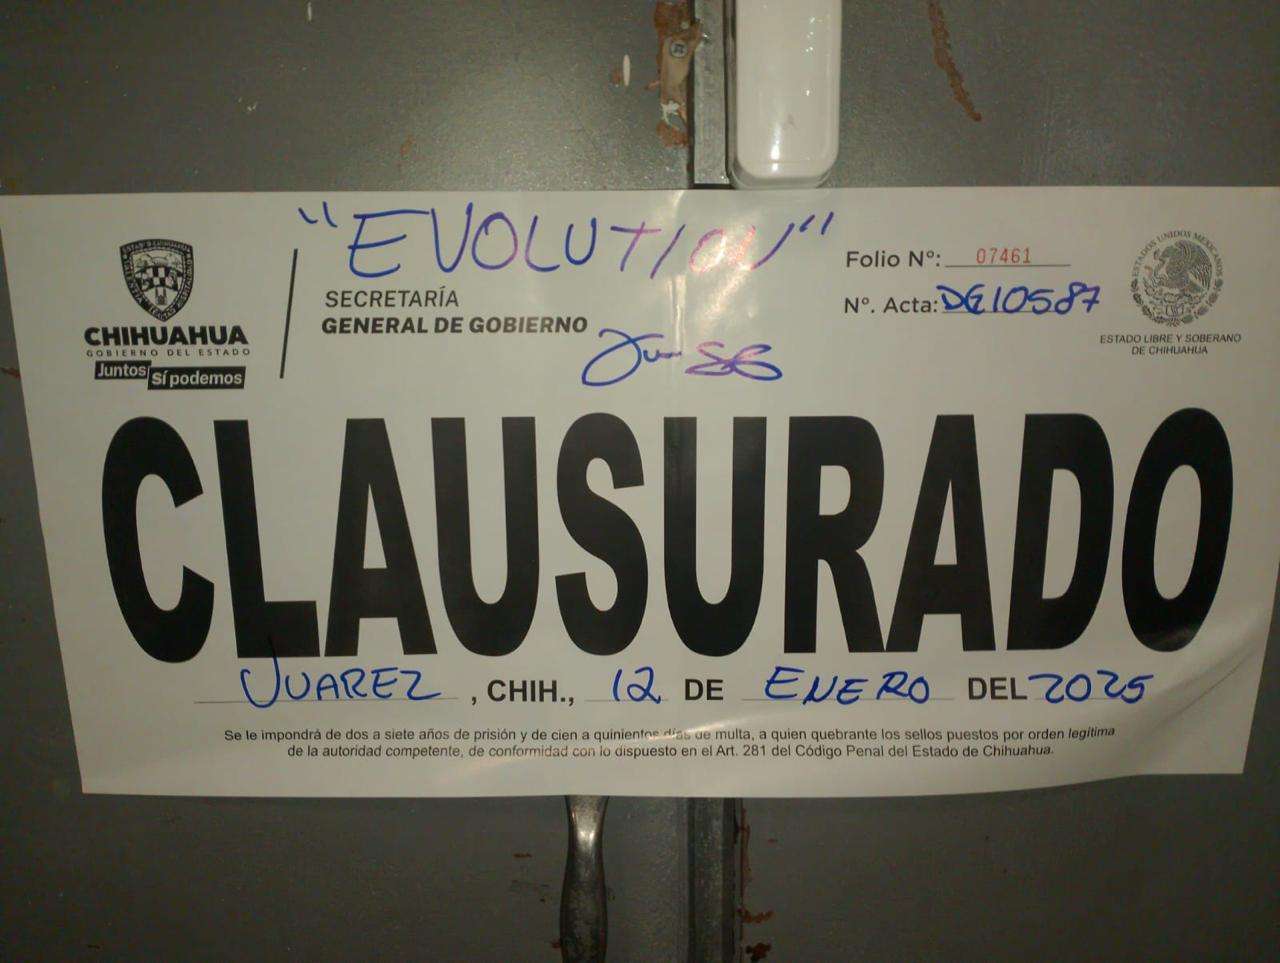 "EVOLUTION"
CHIHUAHUA
GOBIERNO DEL ESTADO
Juntos Sí podemos
SECRETARÍA
GENERAL DE GOBIERNO
Folio Nº: 07461
Nº. Acta: DG10587
ESTADOS UNIDOS MEXICANOS
ESTADO LIBRE Y SOBERANO
DE CHIHUAHUA
CLAUSURADO
JUAREZ, CHIH., 12 DE ENERO DEL 2025
Se le impondrá de dos a siete años de prisión y de cien a quinientos días de multa, a quien quebrante los sellos puestos por orden legítima
de la autoridad competente, de conformidad con lo dispuesto en el Art. 281 del Código Penal del Estado de Chihuahua.